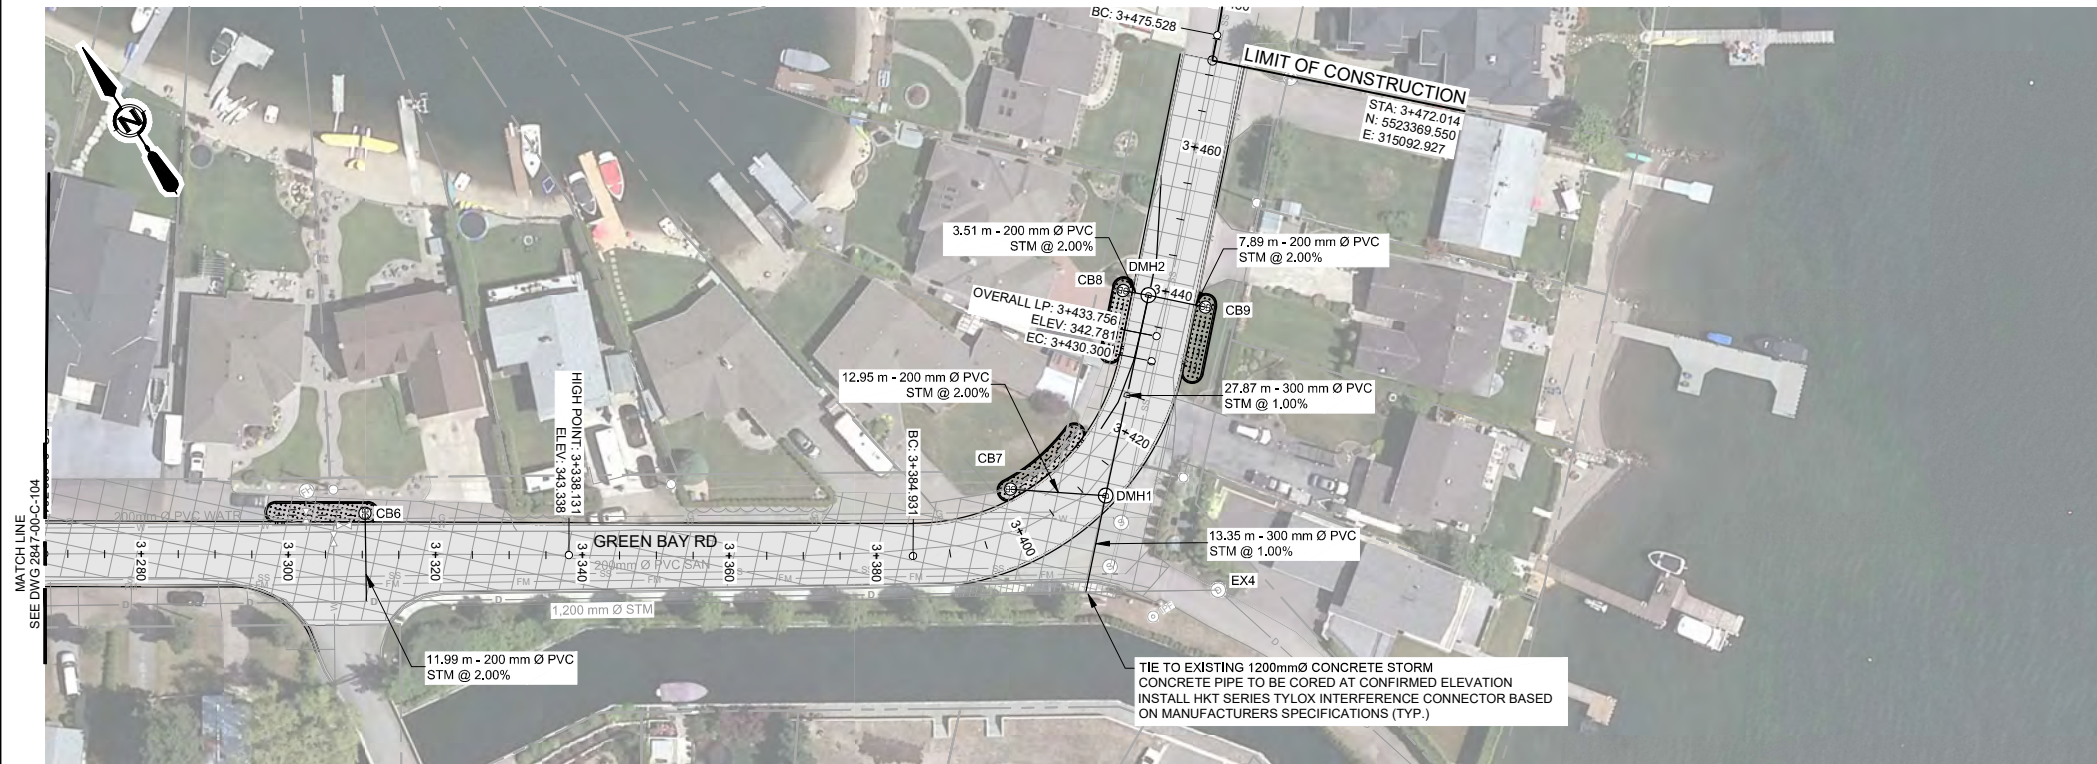 BC: 3+475.528
LIMIT OF CONSTRUCTION
STA: 3+472.014
N: 5523369.550
E: 315092.927
N
3+460
3.51 m - 200 mm Ø PVC
STM @ 2.00%
7.89 m - 200 mm Ø PVC
STM @ 2.00%
DMH2
CB8
3+440
CB9
OVERALL LP: 3+433.756
ELEV: 342.781
EC: 3+430.300
12.95 m - 200 mm Ø PVC
STM @ 2.00%
27.87 m - 300 mm Ø PVC
STM @ 1.00%
HIGH POINT: 3+338.131
ELEV: 343.338
BC: 3+384.931
3+420
CB7
DMH1
MATCH LINE
SEE DWG 2847-00-C-104
200mm Ø PVC WATR
CB6
GREEN BAY RD
200mm Ø PVC SAN
3+280
3+300
3+320
3+340
3+360
3+380
3+400
13.35 m - 300 mm Ø PVC
STM @ 1.00%
EX4
1,200 mm Ø STM
11.99 m - 200 mm Ø PVC
STM @ 2.00%
TIE TO EXISTING 1200mmØ CONCRETE STORM
CONCRETE PIPE TO BE CORED AT CONFIRMED ELEVATION
INSTALL HKT SERIES TYLOX INTERFERENCE CONNECTOR BASED
ON MANUFACTURERS SPECIFICATIONS (TYP.)